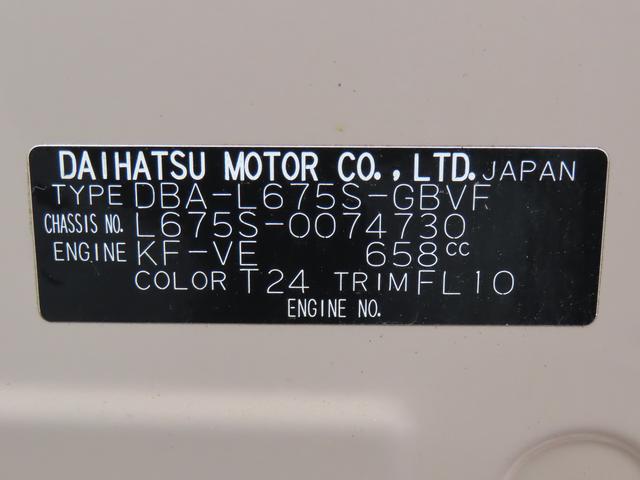 DAIHATSU MOTOR CO., LTD. JAPAN
TYPE DBA-L675S-GBVF
CHASSIS NO. L675S-0074730
ENGINE KF-VE 658cc
COLOR T24 TRIM FL10
ENGINE NO.